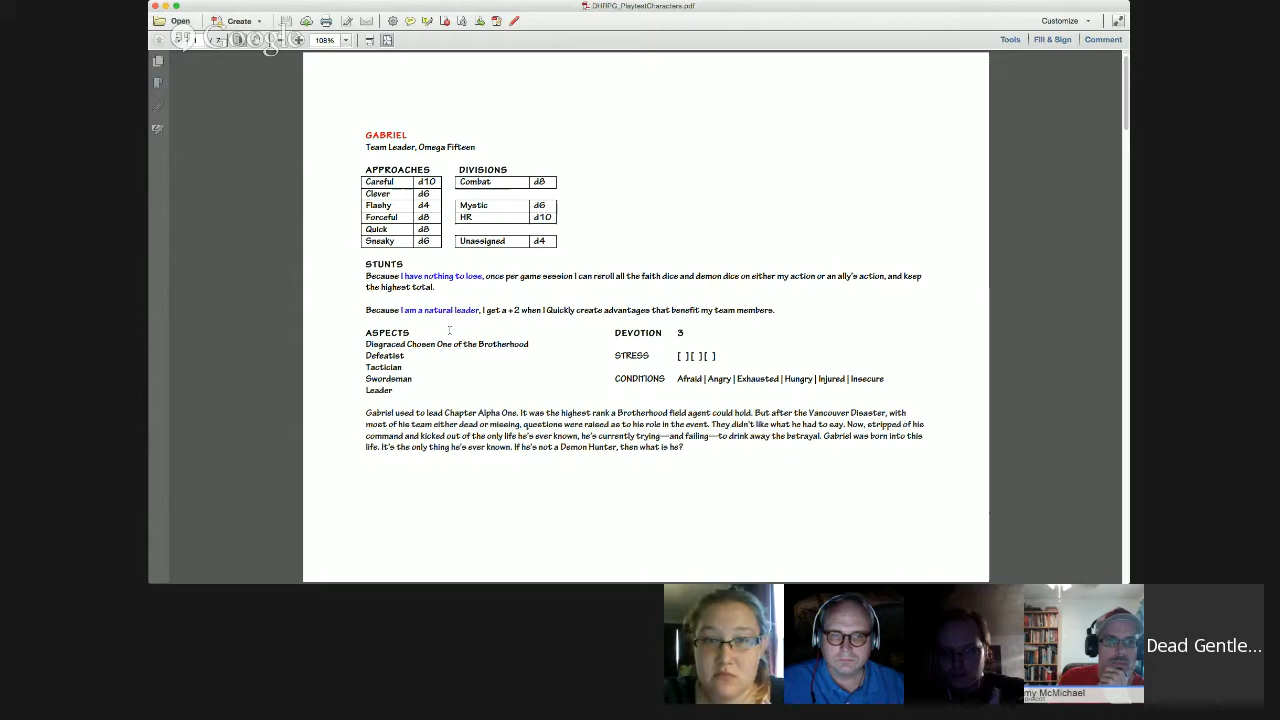 DHRPG_PlaytestCharacters.pdf
Open
Create
Customize
Google
1
/ 7
108%
Tools
Fill & Sign
Comment
GABRIEL
Team Leader, Omega Fifteen
APPROACHES DIVISIONS
Careful d10 Combat d8
Clever d6
Flashy d4 Mystic d6
Forceful d8 HR d10
Quick d8
Sneaky d6 Unassigned d4
STUNTS
Because I have nothing to lose, once per game session I can reroll all the faith dice and demon dice on either my action or an ally's action, and keep
the highest total.
Because I am a natural leader, I get a +2 when I Quickly create advantages that benefit my team members.
ASPECTS DEVOTION 3
Disgraced Chosen One of the Brotherhood
Defeatist STRESS [ ] [ ] [ ]
Tactician
Swordsman CONDITIONS Afraid | Angry | Exhausted | Hungry | Injured | Insecure
Leader
Gabriel used to lead Chapter Alpha One. It was the highest rank a Brotherhood field agent could hold. But after the Vancouver Disaster, with
most of his team either dead or missing, questions were raised as to his role in the event. They didn't like what he had to say. Now, stripped of his
command and kicked out of the only life he's ever known, he's currently trying—and failing—to drink away the betrayal. Gabriel was born into this
life. It's the only thing he's ever known. If he's not a Demon Hunter, then what is he?
Dead Gentle...
my McMichael